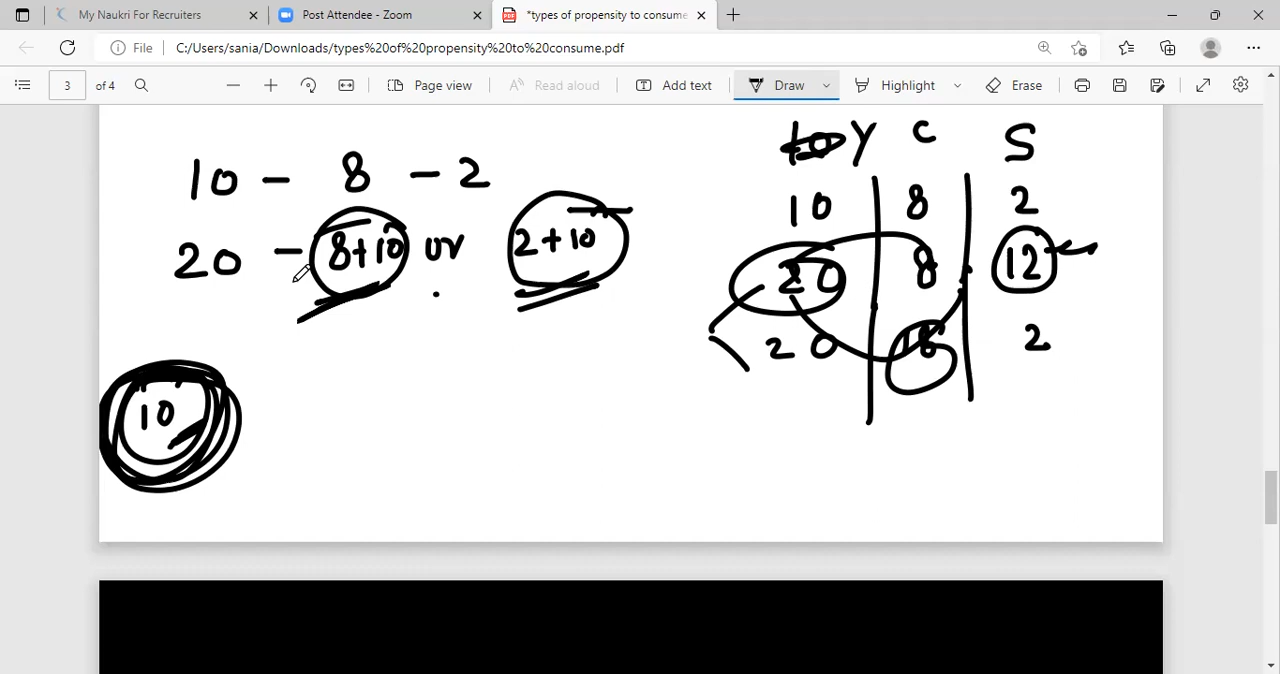 My Naukri For Recruiters
Post Attendee - Zoom
*types of propensity to consume
File
C:/Users/sania/Downloads/types%20of%20propensity%20to%20consume.pdf
3 of 4
Page view
Read aloud
Add text
Draw
Highlight
Erase
10 - 8 - 2
20 - 8+10 or 2+10
10
Y C S
10 8 2
20 8 12
20 18 2